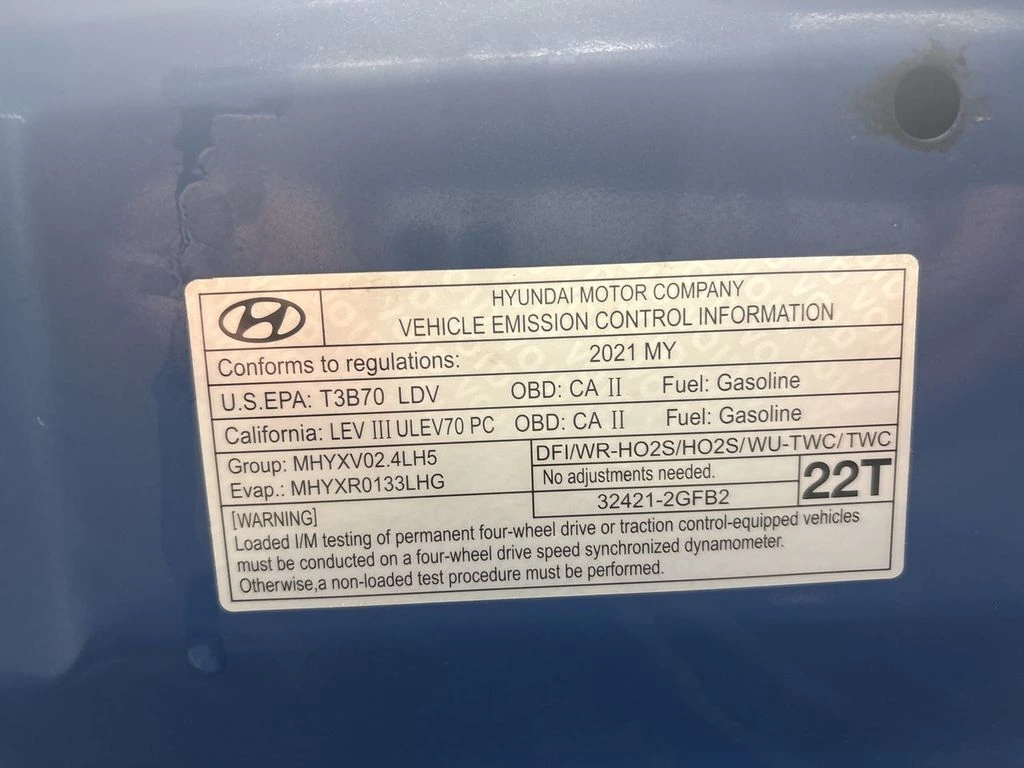 HYUNDAI MOTOR COMPANY
VEHICLE EMISSION CONTROL INFORMATION
Conforms to regulations: 2021 MY
U.S.EPA: T3B70 LDV OBD: CA II Fuel: Gasoline
California: LEV III ULEV70 PC OBD: CA II Fuel: Gasoline
Group: MHYXV02.4LH5
Evap.: MHYXR0133LHG
DFI/WR-HO2S/HO2S/WU-TWC/TWC
No adjustments needed.
32421-2GFB2
22T
[WARNING]
Loaded I/M testing of permanent four-wheel drive or traction control-equipped vehicles
must be conducted on a four-wheel drive speed synchronized dynamometer.
Otherwise,a non-loaded test procedure must be performed.